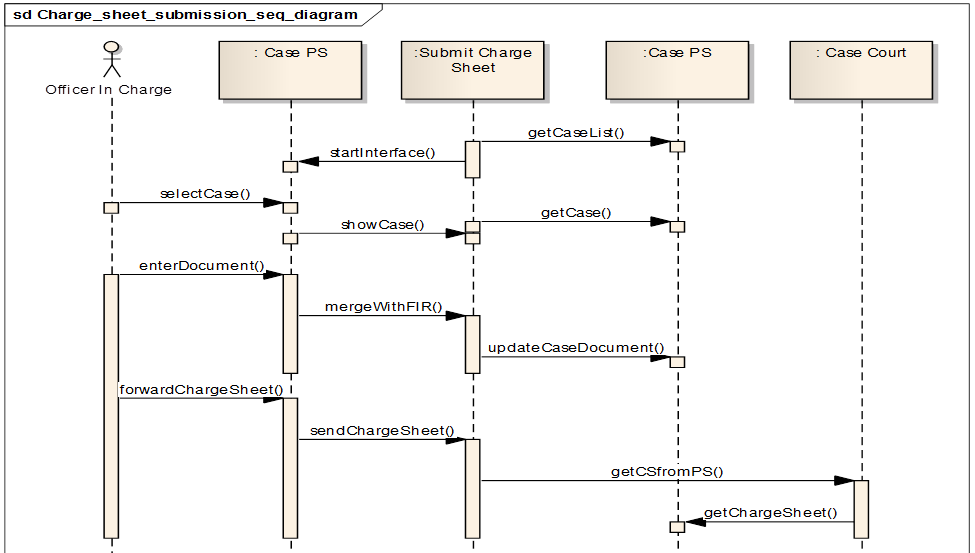 sd Charge_sheet_submission_seq_diagram
Officer In Charge
: Case PS
:Submit Charge
Sheet
:Case PS
: Case Court
getCaseList()
startInterface()
selectCase()
getCase()
showCase()
enterDocument()
mergeWithFIR()
updateCaseDocument()
forwardChargeSheet()
sendChargeSheet()
getCSfromPS()
getChargeSheet()